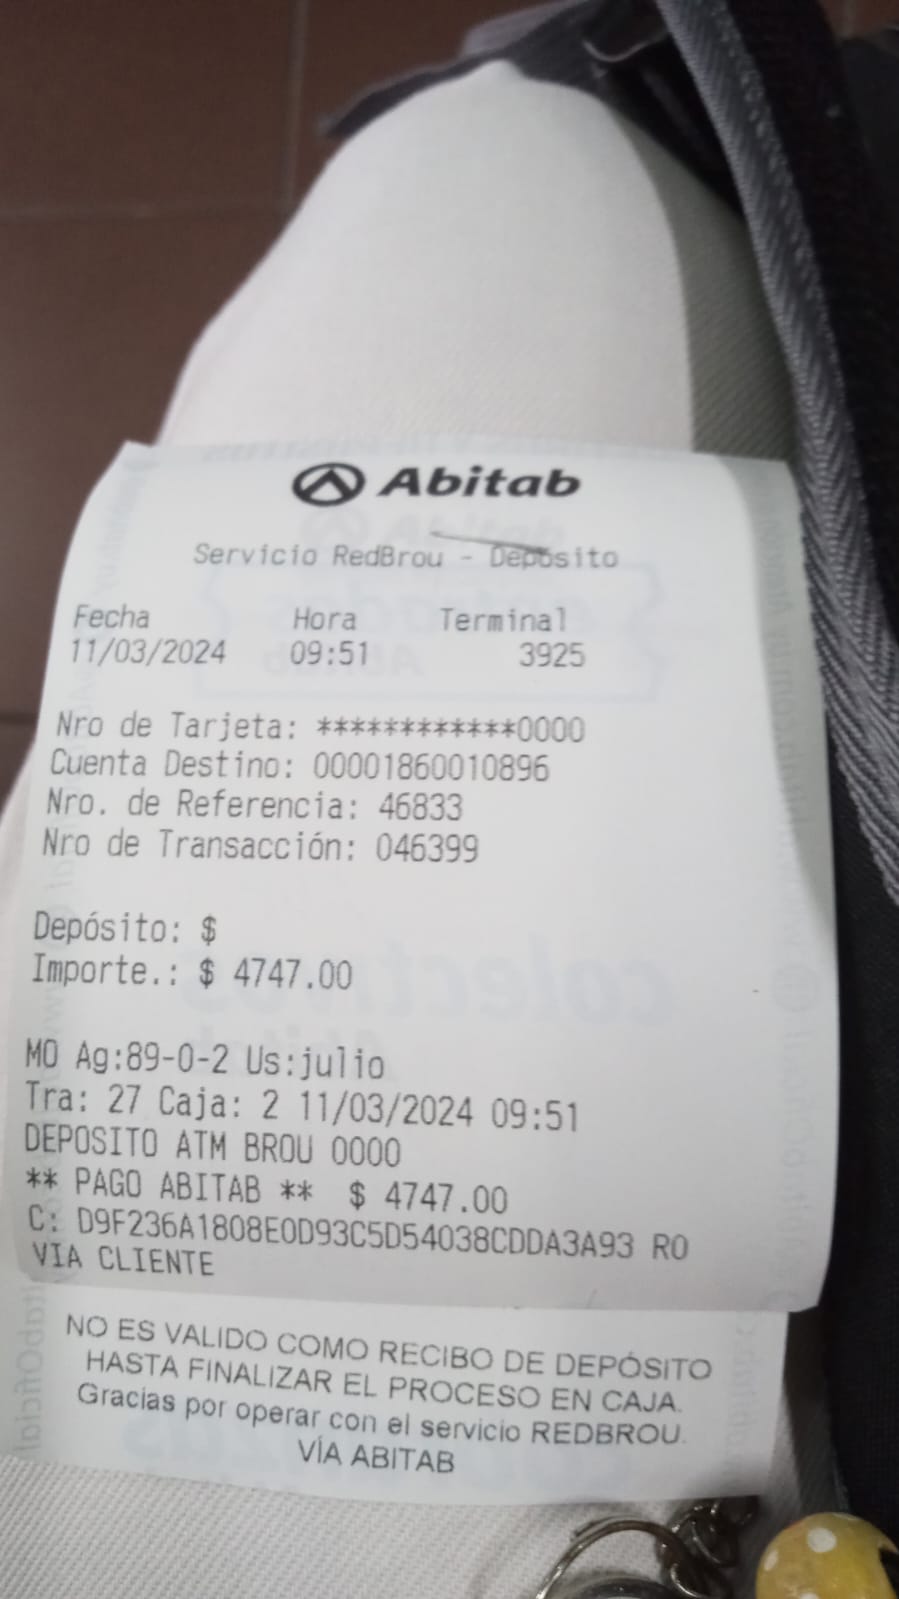 Abitab
Servicio RedBrou - Depósito
Fecha Hora Terminal
11/03/2024 09:51 3925
Nro de Tarjeta: ************0000
Cuenta Destino: 00001860010896
Nro. de Referencia: 46833
Nro de Transacción: 046399
Depósito: $
Importe.: $ 4747.00
MO Ag:89-0-2 Us:julio
Tra: 27 Caja: 2 11/03/2024 09:51
DEPOSITO ATM BROU 0000
** PAGO ABITAB ** $ 4747.00
C: D9F236A1808E0D93C5D54038CDDA3A93 RO
VIA CLIENTE
NO ES VALIDO COMO RECIBO DE DEPÓSITO
HASTA FINALIZAR EL PROCESO EN CAJA.
Gracias por operar con el servicio REDBROU.
VÍA ABITAB